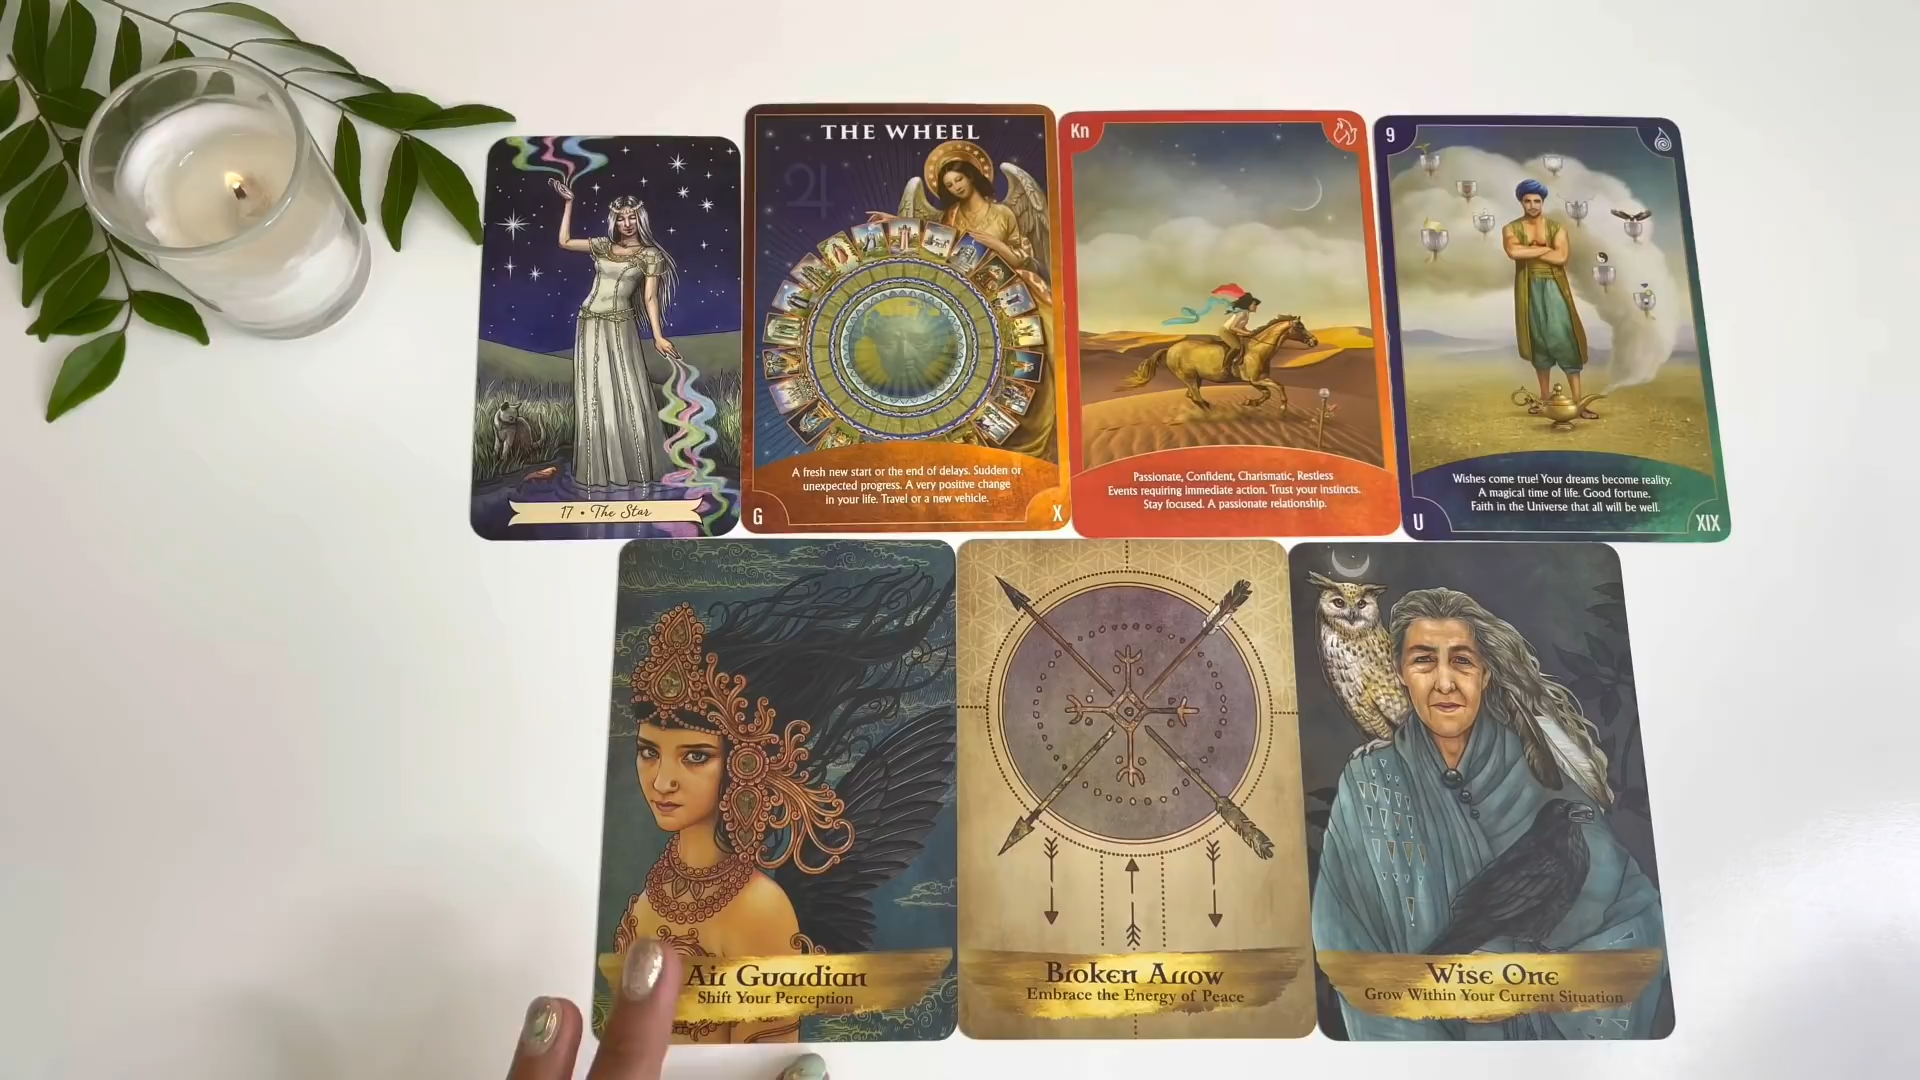 17 • The Star
THE WHEEL
A fresh new start or the end of delays. Sudden or
unexpected progress. A very positive change
in your life. Travel or a new vehicle.
G
X
Kn
Passionate, Confident, Charismatic, Restless
Events requiring immediate action. Trust your instincts.
Stay focused. A passionate relationship.
9
Wishes come true! Your dreams become reality.
A magical time of life. Good fortune.
Faith in the Universe that all will be well.
U
XIX
Air Guardian
Shift Your Perception
Broken Arrow
Embrace the Energy of Peace
Wise One
Grow Within Your Current Situation